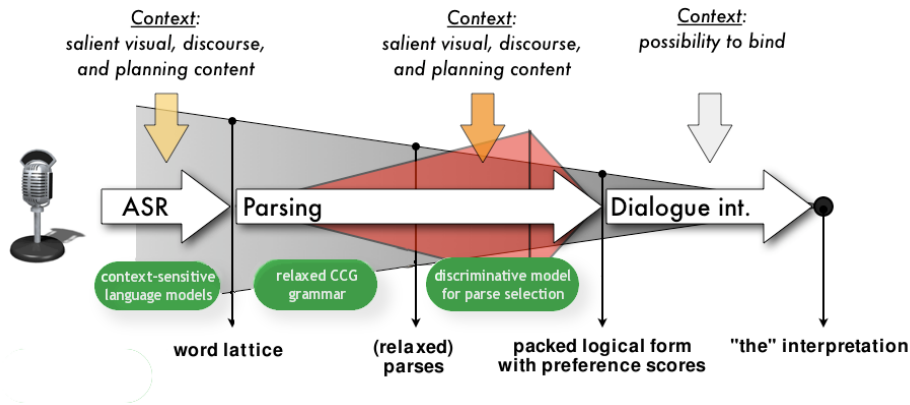 Context:
salient visual, discourse,
and planning content
Context:
salient visual, discourse,
and planning content
Context:
possibility to bind
ASR
Parsing
Dialogue int.
context-sensitive
language models
relaxed CCG
grammar
discriminative model
for parse selection
word lattice
(relaxed)
parses
packed logical form
with preference scores
"the" interpretation